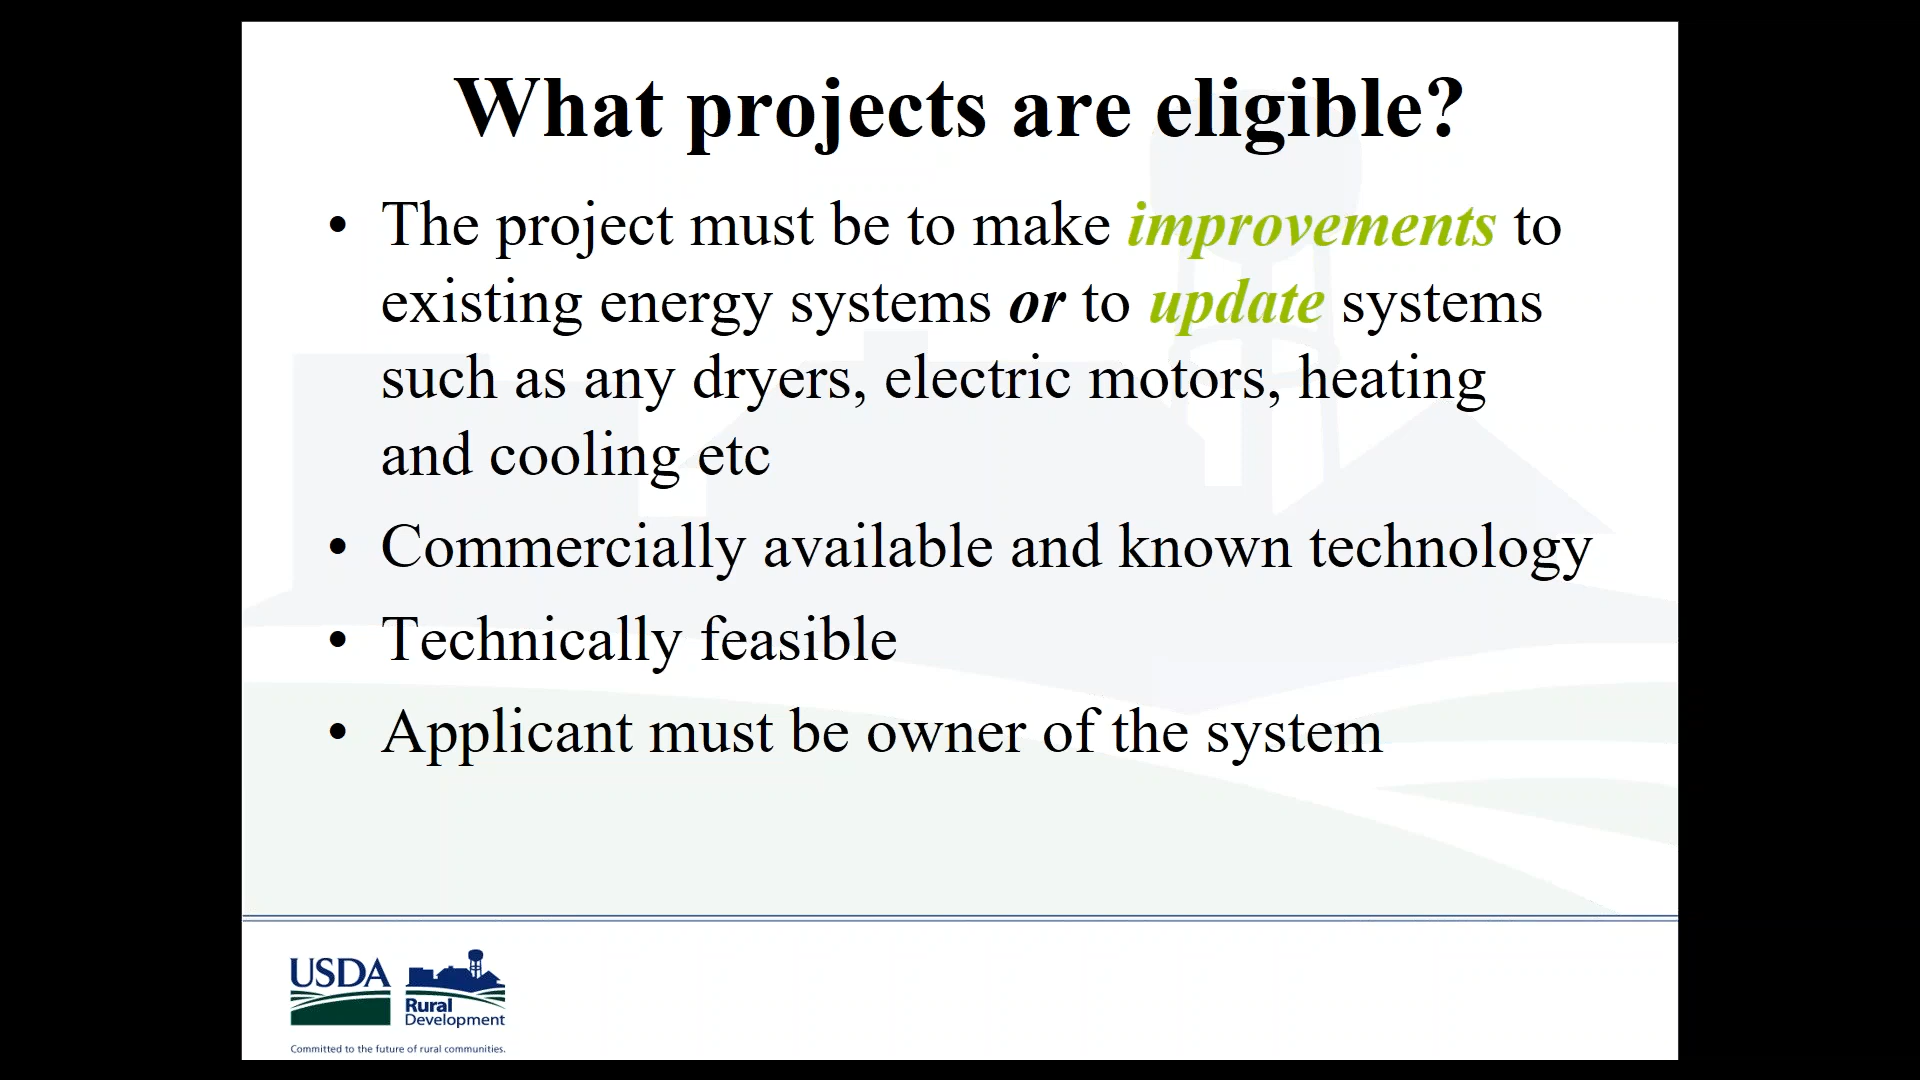 What projects are eligible?
• The project must be to make improvements to
existing energy systems or to update systems
such as any dryers, electric motors, heating
and cooling etc
• Commercially available and known technology
• Technically feasible
• Applicant must be owner of the system
USDA
Rural
Development
Committed to the future of rural communities.